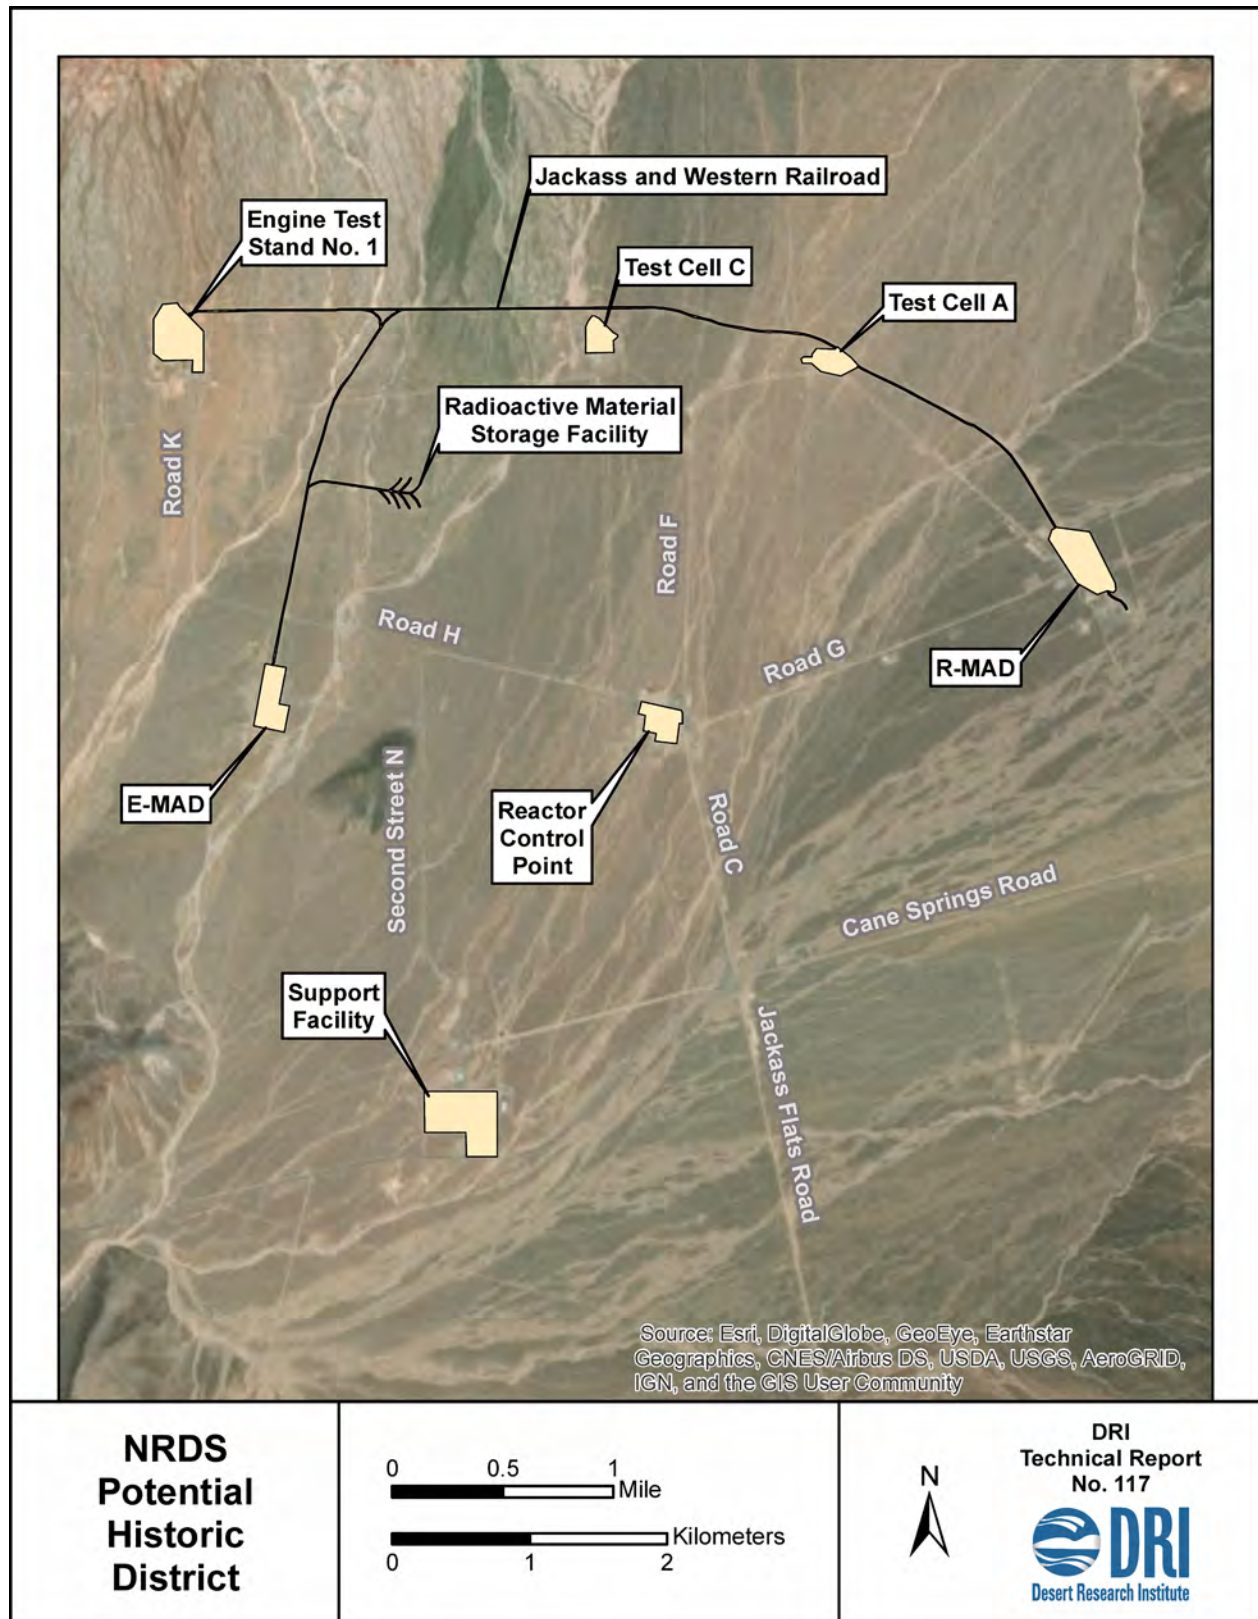 Jackass and Western Railroad
Engine Test
Stand No. 1
Test Cell C
Test Cell A
Radioactive Material
Storage Facility
Road K
Road F
Road H
Road G
R-MAD
E-MAD
Second Street N
Reactor
Control
Point
Road C
Cane Springs Road
Support
Facility
Jackass Flats Road
Source: Esri, DigitalGlobe, GeoEye, Earthstar
Geographics, CNES/Airbus DS, USDA, USGS, AeroGRID,
IGN, and the GIS User Community
NRDS
Potential
Historic
District
0 0.5 1
Mile
Kilometers
0 1 2
N
DRI
Technical Report
No. 117
DRI
Desert Research Institute